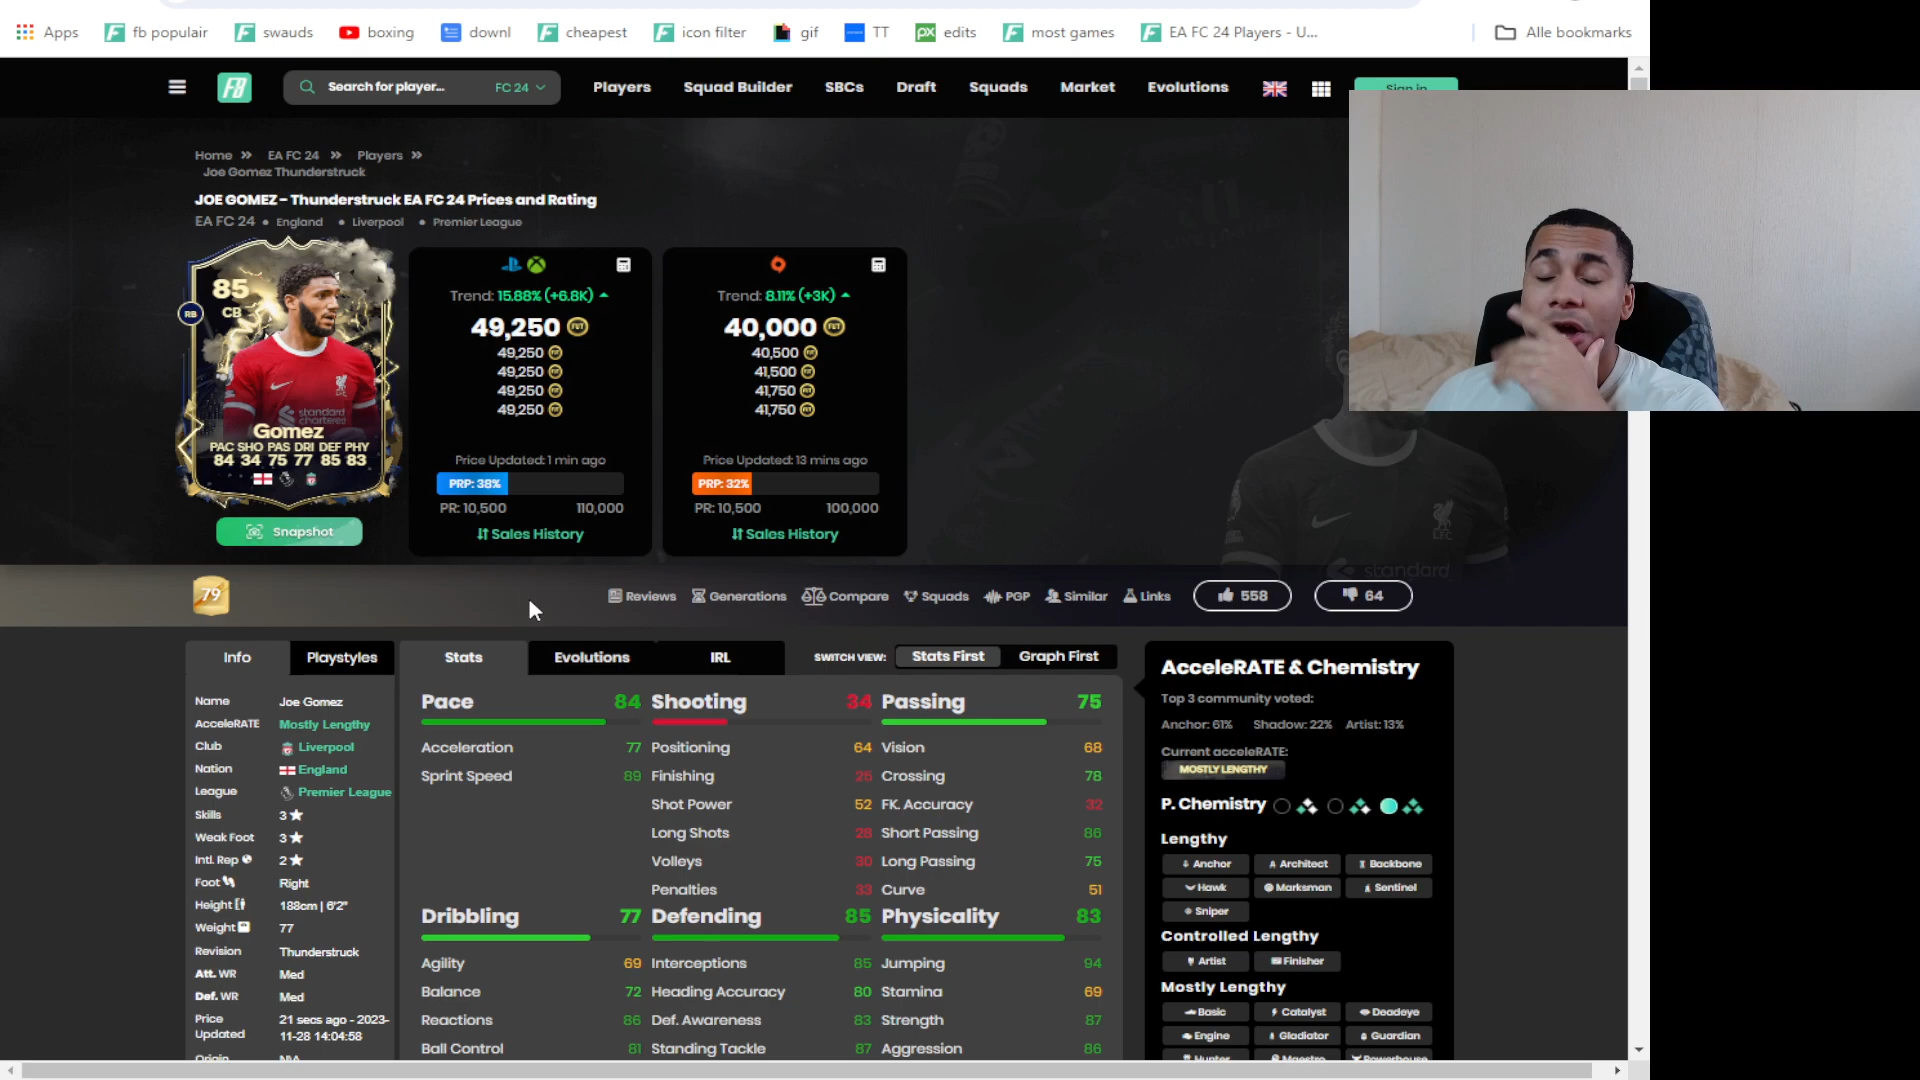 Apps
fb populair
swauds
boxing
downl
cheapest
icon filter
gif
TT
edits
most games
EA FC 24 Players - U...
Alle bookmarks
Search for player...
FC 24
Players
Squad Builder
SBCs
Draft
Squads
Market
Evolutions
Sign in
Home » EA FC 24 » Players »
Joe Gomez Thunderstruck
JOE GOMEZ - Thunderstruck EA FC 24 Prices and Rating
EA FC 24 • England • Liverpool • Premier League
85
CB
RB
standard
chartered
Gomez
PAC SHO PAS DRI DEF PHY
84 34 75 77 85 83
Snapshot
Trend: 15.88% (+6.8K)
49,250
49,250
49,250
49,250
49,250
Price Updated: 1 min ago
PRP: 38%
PR: 10,500 110,000
Sales History
Trend: 8.11% (+3K)
40,000
40,500
41,500
41,750
41,750
Price Updated: 13 mins ago
PRP: 32%
PR: 10,500 100,000
Sales History
L.F.C.
standard
79
Reviews
Generations
Compare
Squads
PGP
Similar
Links
558
64
Info
Playstyles
Name Joe Gomez
AcceleRATE Mostly Lengthy
Club Liverpool
Nation England
League Premier League
Skills 3
Weak Foot 3
Intl. Rep 2
Foot Right
Height 188cm | 6'2"
Weight 77
Revision Thunderstruck
Att. WR Med
Def. WR Med
Price Updated 21 secs ago - 2023-11-28 14:04:58
Origin N/A
Stats
Evolutions
IRL
SWITCH VIEW:
Stats First
Graph First
Pace 84
Acceleration 77
Sprint Speed 89
Shooting 34
Positioning 64
Finishing 25
Shot Power 52
Long Shots 28
Volleys 30
Penalties 33
Passing 75
Vision 68
Crossing 78
FK. Accuracy 32
Short Passing 86
Long Passing 75
Curve 51
Dribbling 77
Agility 69
Balance 72
Reactions 86
Ball Control 81
Defending 85
Interceptions 85
Heading Accuracy 80
Def. Awareness 83
Standing Tackle 87
Physicality 83
Jumping 94
Stamina 69
Strength 87
Aggression 86
AcceleRATE & Chemistry
Top 3 community voted:
Anchor: 61% Shadow: 22% Artist: 13%
Current acceleRATE:
MOSTLY LENGTHY
P. Chemistry
Lengthy
Anchor
Architect
Backbone
Hawk
Marksman
Sentinel
Sniper
Controlled Lengthy
Artist
Finisher
Mostly Lengthy
Basic
Catalyst
Deadeye
Engine
Gladiator
Guardian
Hunter
Maestro
Powerhouse